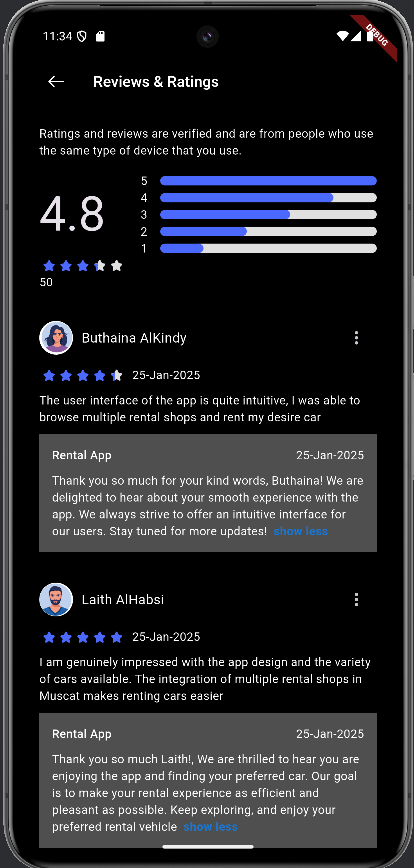 11:34
DEBUG
Reviews & Ratings
Ratings and reviews are verified and are from people who use
the same type of device that you use.
4.8
5
4
3
2
1
50
Buthaina AlKindy
25-Jan-2025
The user interface of the app is quite intuitive, I was able to
browse multiple rental shops and rent my desire car
Rental App 25-Jan-2025
Thank you so much for your kind words, Buthaina! We are
delighted to hear about your smooth experience with the
app. We always strive to offer an intuitive interface for
our users. Stay tuned for more updates! show less
Laith AlHabsi
25-Jan-2025
I am genuinely impressed with the app design and the variety
of cars available. The integration of multiple rental shops in
Muscat makes renting cars easier
Rental App 25-Jan-2025
Thank you so much Laith!, We are thrilled to hear you are
enjoying the app and finding your preferred car. Our goal
is to make your rental experience as efficient and
pleasant as possible. Keep exploring, and enjoy your
preferred rental vehicle show less